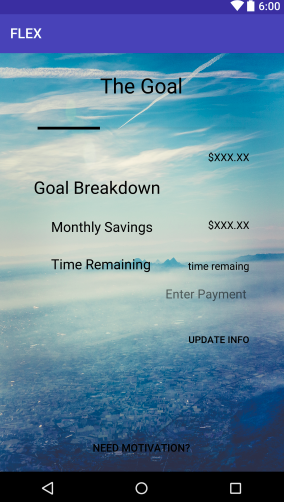 6:00
FLEX
The Goal
$XXX.XX
Goal Breakdown
Monthly Savings $XXX.XX
Time Remaining time remaing
Enter Payment
UPDATE INFO
NEED MOTIVATION?